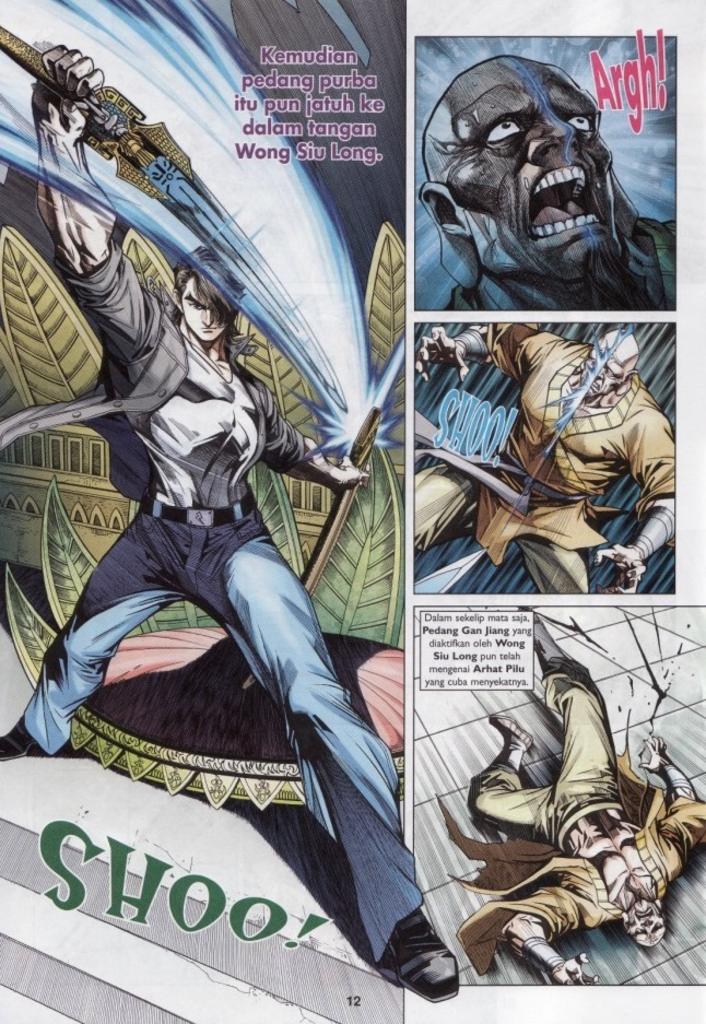 Kemudian
pedang purba
itu pun jatuh ke
dalam tangan
Wong Siu Long.
Argh!
SHOO!
Dalam sekelip mata saja,
Pedang Gan Jiang yang
diaktifkan oleh Wong
Siu Long pun telah
mengenai Arhat Pilu
yang cuba menyekatnya.
SHOO!
12